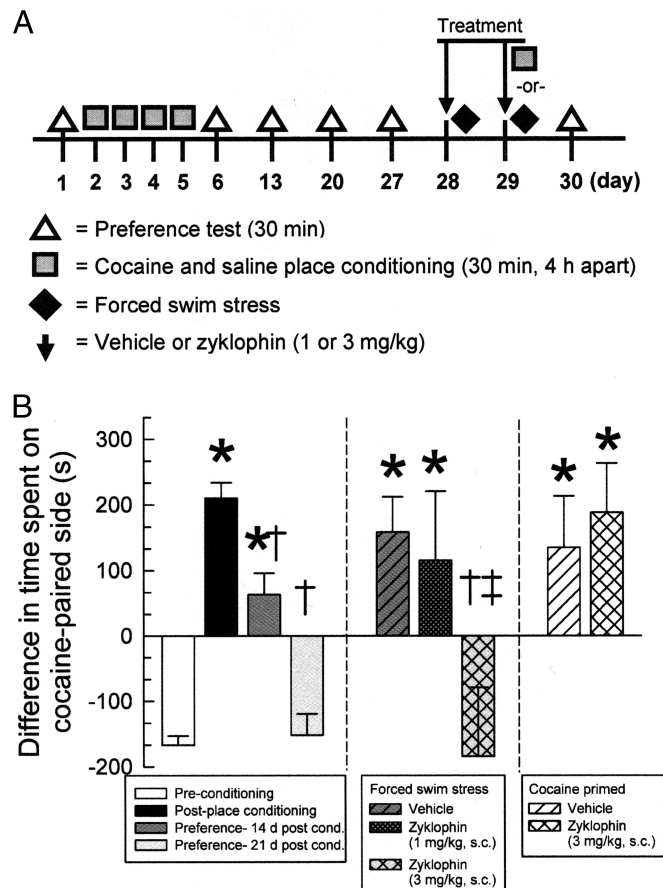 A
Treatment
-or-
1 2 3 4 5 6 13 20 27 28 29 30 (day)
= Preference test (30 min)
= Cocaine and saline place conditioning (30 min, 4 h apart)
= Forced swim stress
= Vehicle or zyklophin (1 or 3 mg/kg)
B
Difference in time spent on
cocaine-paired side (s)
300
200
100
0
-100
-200
*
*†
†
*
*
†‡
*
*
Pre-conditioning
Post-place conditioning
Preference- 14 d post cond.
Preference- 21 d post cond.
Forced swim stress
Vehicle
Zyklophin
(1 mg/kg, s.c.)
Zyklophin
(3 mg/kg, s.c.)
Cocaine primed
Vehicle
Zyklophin
(3 mg/kg, s.c.)